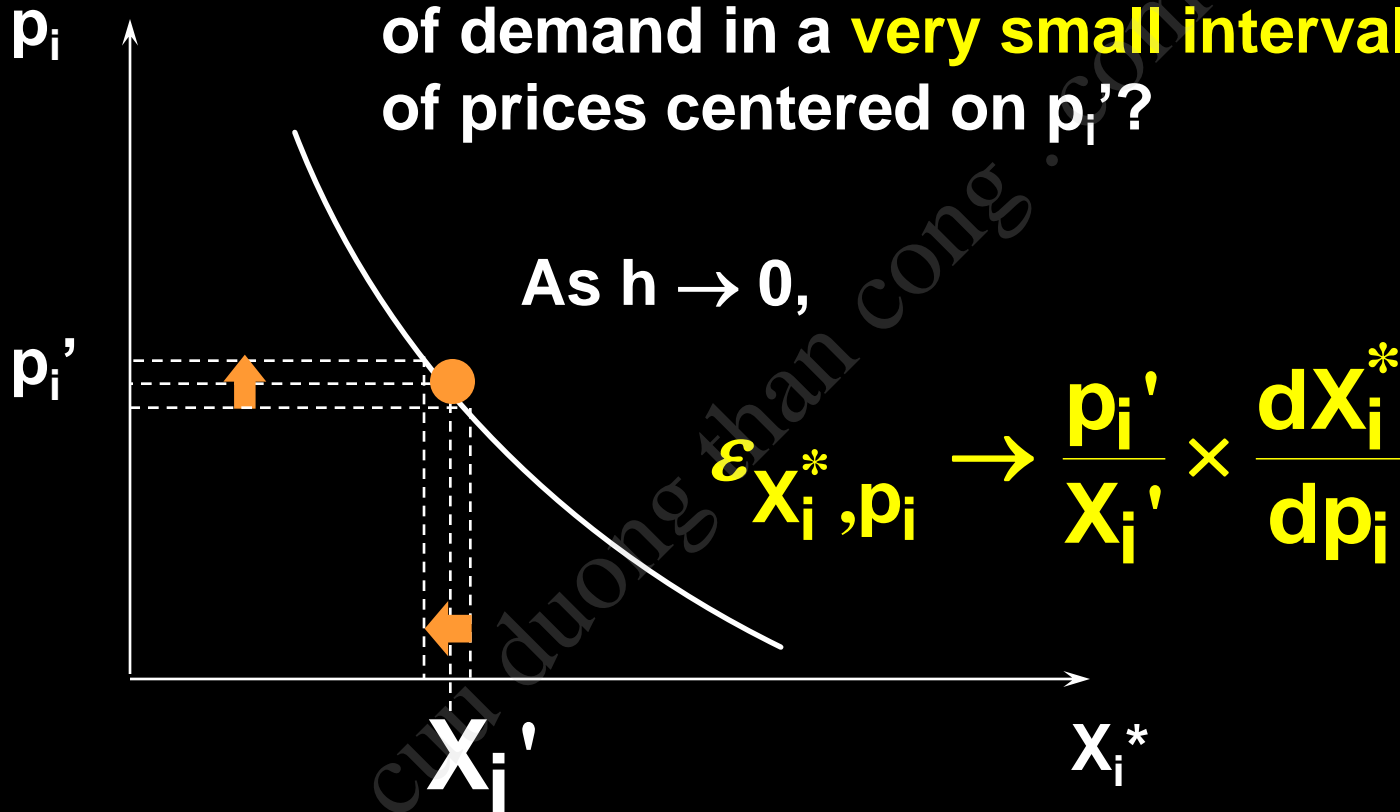 pᵢ
of demand in a very small interval
of prices centered on pᵢ’?
As h → 0,
pᵢ’
ε Xᵢ*,pᵢ → pᵢ' / Xᵢ' × dXᵢ* / dpᵢ
Xᵢ'
Xᵢ*
cuu duong than cong . com